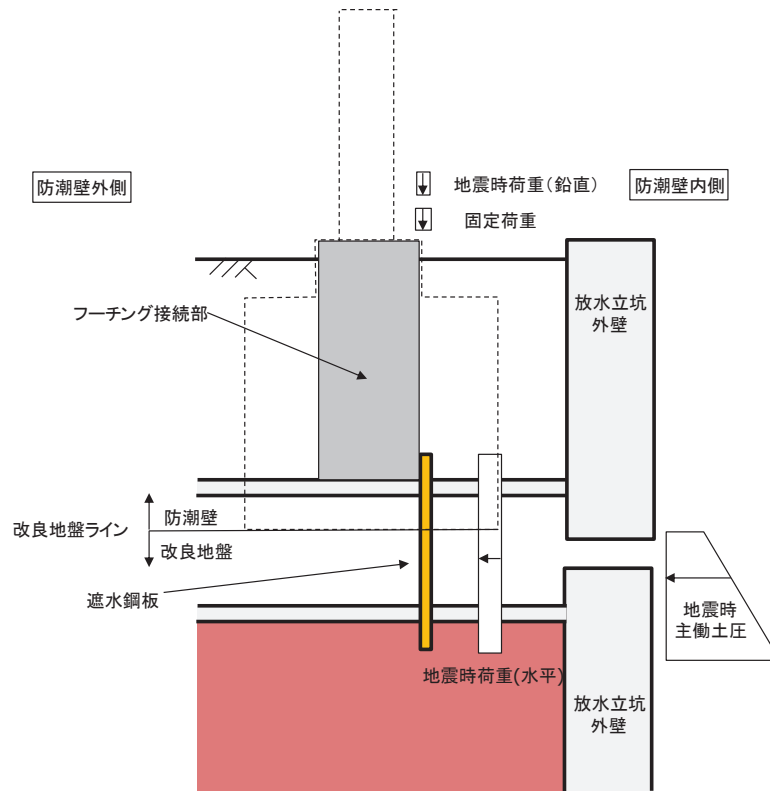 防潮壁外側
地震時荷重(鉛直)
固定荷重
防潮壁内側
放水立坑
外壁
フーチング接続部
防潮壁
改良地盤ライン
改良地盤
遮水鋼板
地震時
主働土圧
地震時荷重(水平)
放水立坑
外壁